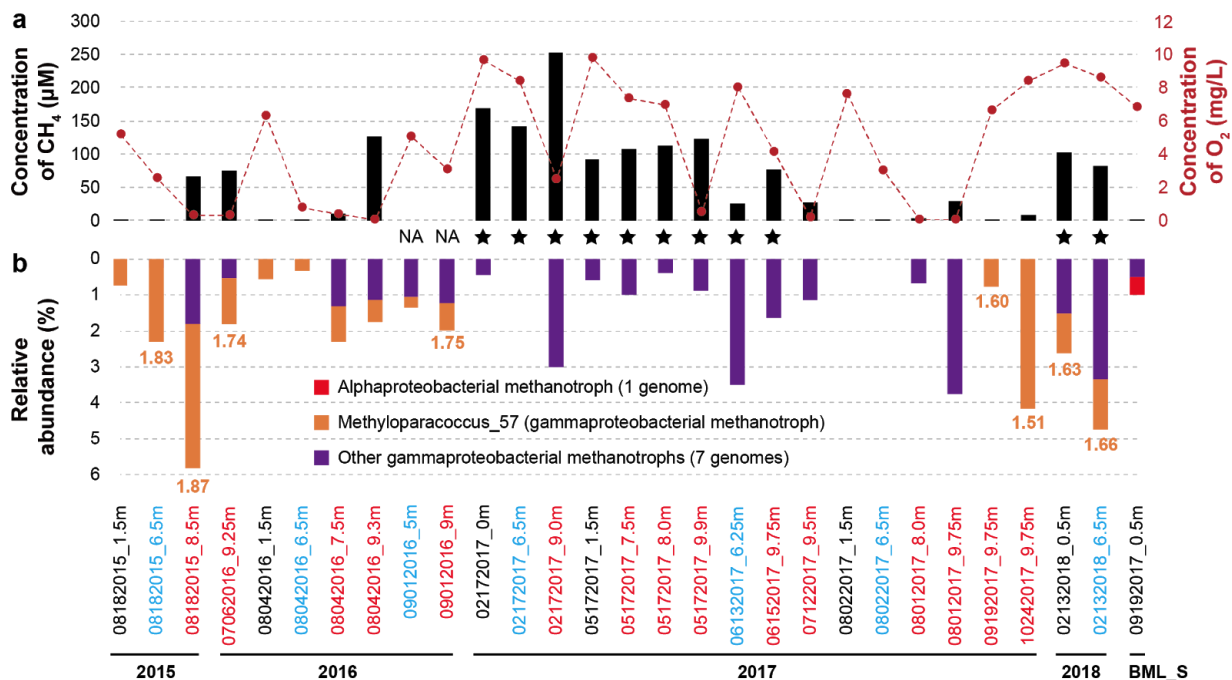 a
300
250
200
150
100
50
0
Concentration
of CH₄ (µM)
12
10
8
6
4
2
0
Concentration
of O₂ (mg/L)
NA NA ★ ★ ★ ★ ★ ★ ★ ★ ★ ★ ★
b
0
1
2
3
4
5
6
Relative
abundance (%)
1.83
1.87
1.74
1.75
1.60
1.51
1.63
1.66
Alphaproteobacterial methanotroph (1 genome)
Methyloparacoccus_57 (gammaproteobacterial methanotroph)
Other gammaproteobacterial methanotrophs (7 genomes)
08182015_1.5m
08182015_6.5m
08182015_8.5m
07062016_9.25m
08042016_1.5m
08042016_6.5m
08042016_7.5m
08042016_9.3m
09012016_5m
09012016_9m
02172017_0m
02172017_6.5m
02172017_9.0m
05172017_1.5m
05172017_7.5m
05172017_8.0m
05172017_9.9m
06132017_6.25m
06152017_9.75m
07122017_9.5m
08022017_1.5m
08022017_6.5m
08012017_8.0m
08012017_9.75m
09192017_9.75m
10242017_9.75m
02132018_0.5m
02132018_6.5m
09192017_0.5m
2015 2016 2017 2018 BML_S